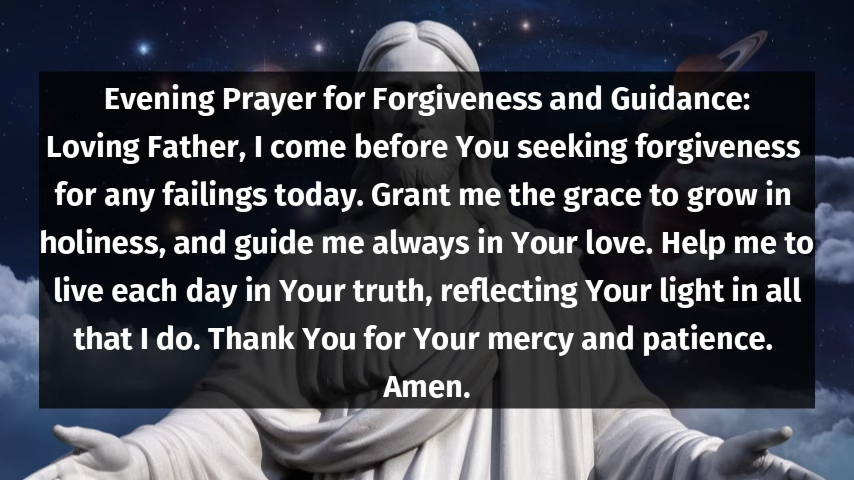 Evening Prayer for Forgiveness and Guidance:
Loving Father, I come before You seeking forgiveness
for any failings today. Grant me the grace to grow in
holiness, and guide me always in Your love. Help me to
live each day in Your truth, reflecting Your light in all
that I do. Thank You for Your mercy and patience.
Amen.